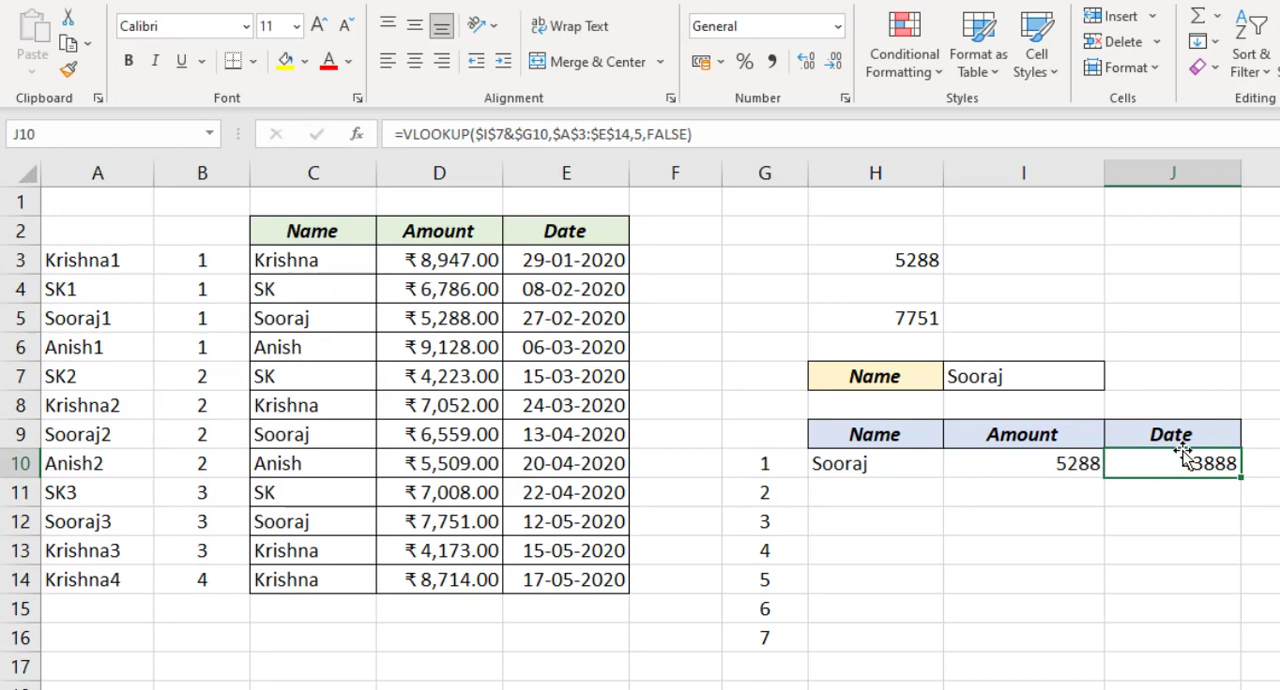 Calibri 11 Wrap Text General Insert Σ
Paste B I U A Merge & Center % Conditional Formatting Format as Table Cell Styles Delete Sort & Filter
Format
Clipboard Font Alignment Number Styles Cells Editing
J10 fx =VLOOKUP($I$7&$G10,$A$3:$E$14,5,FALSE)
A B C D E F G H I J
1
2 Name Amount Date
3 Krishna1 1 Krishna ₹ 8,947.00 29-01-2020 5288
4 SK1 1 SK ₹ 6,786.00 08-02-2020
5 Sooraj1 1 Sooraj ₹ 5,288.00 27-02-2020 7751
6 Anish1 1 Anish ₹ 9,128.00 06-03-2020
7 SK2 2 SK ₹ 4,223.00 15-03-2020 Name Sooraj
8 Krishna2 2 Krishna ₹ 7,052.00 24-03-2020
9 Sooraj2 2 Sooraj ₹ 6,559.00 13-04-2020 Name Amount Date
10 Anish2 2 Anish ₹ 5,509.00 20-04-2020 1 Sooraj 5288
11 SK3 3 SK ₹ 7,008.00 22-04-2020 2
12 Sooraj3 3 Sooraj ₹ 7,751.00 12-05-2020 3
13 Krishna3 3 Krishna ₹ 4,173.00 15-05-2020 4
14 Krishna4 4 Krishna ₹ 8,714.00 17-05-2020 5
15 6
16 7
17